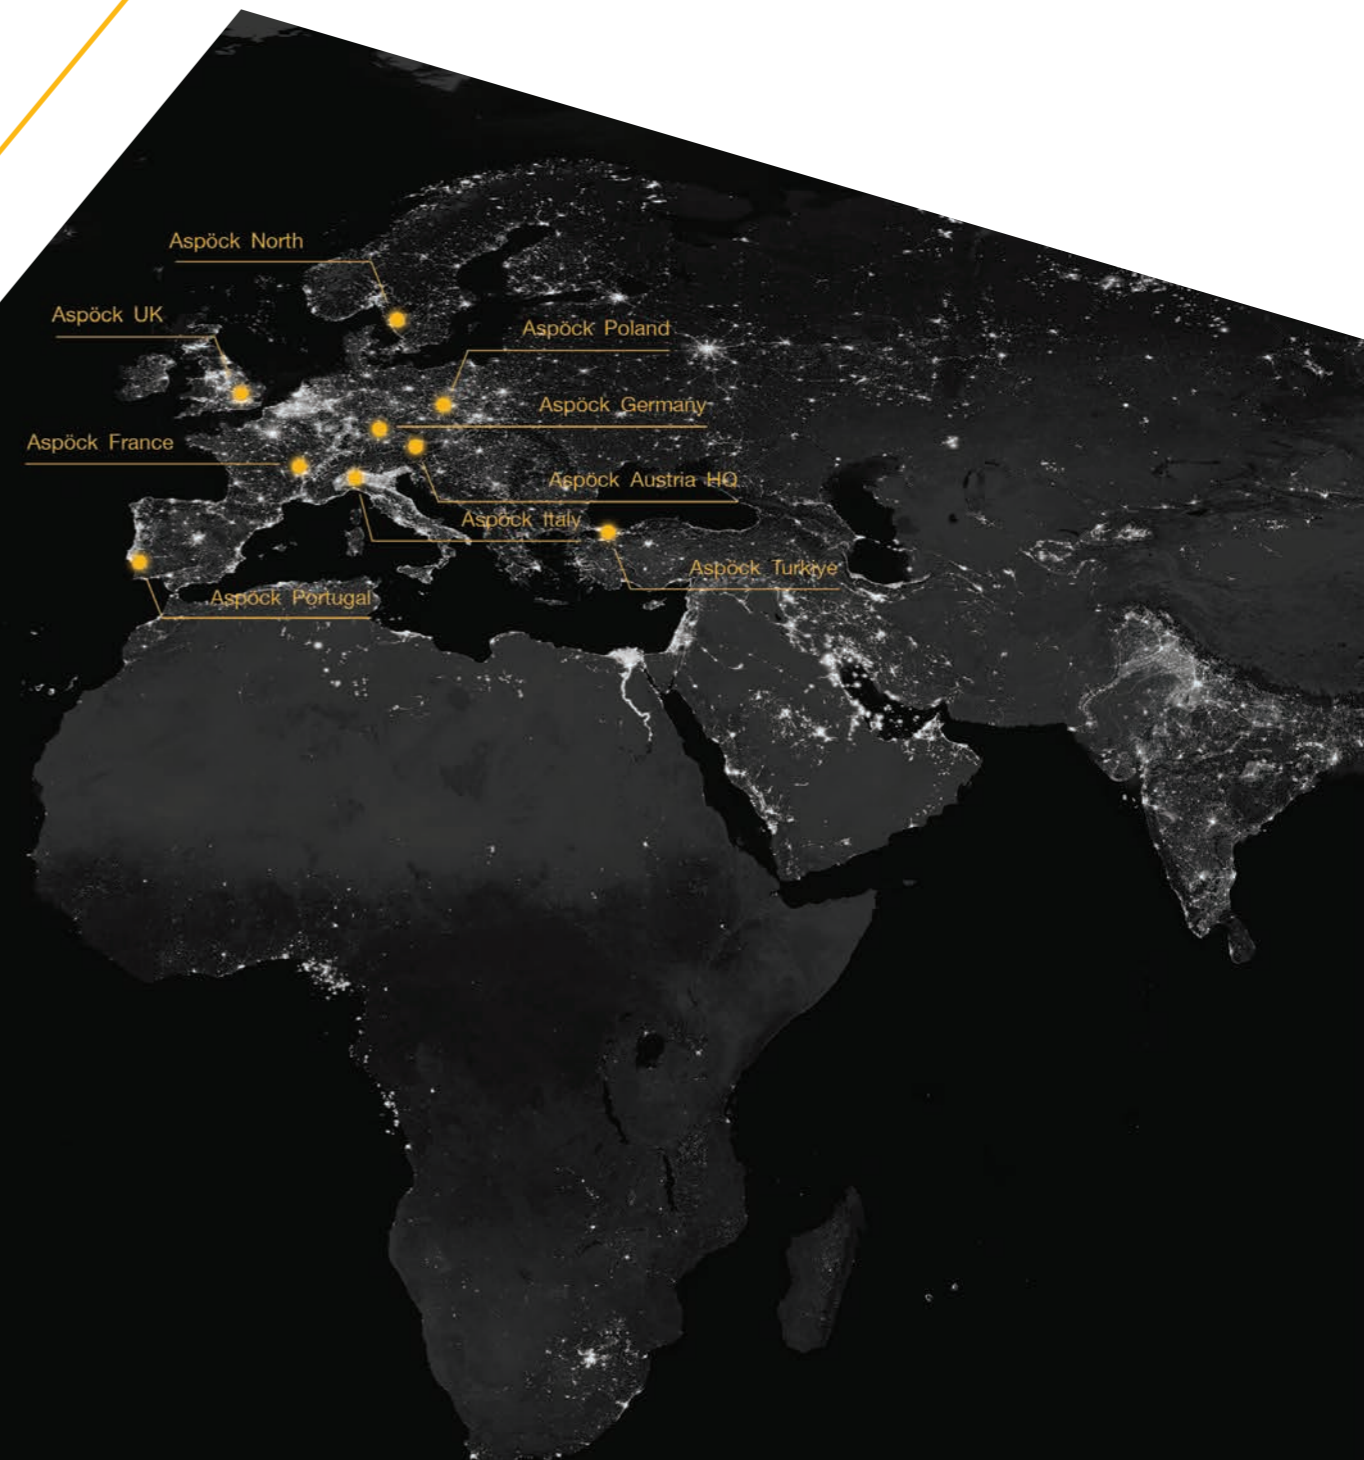 Aspöck North
Aspöck UK
Aspöck Poland
Aspöck Germany
Aspöck France
Aspöck Austria HQ
Aspöck Italy
Aspöck Turkiye
Aspöck Portugal